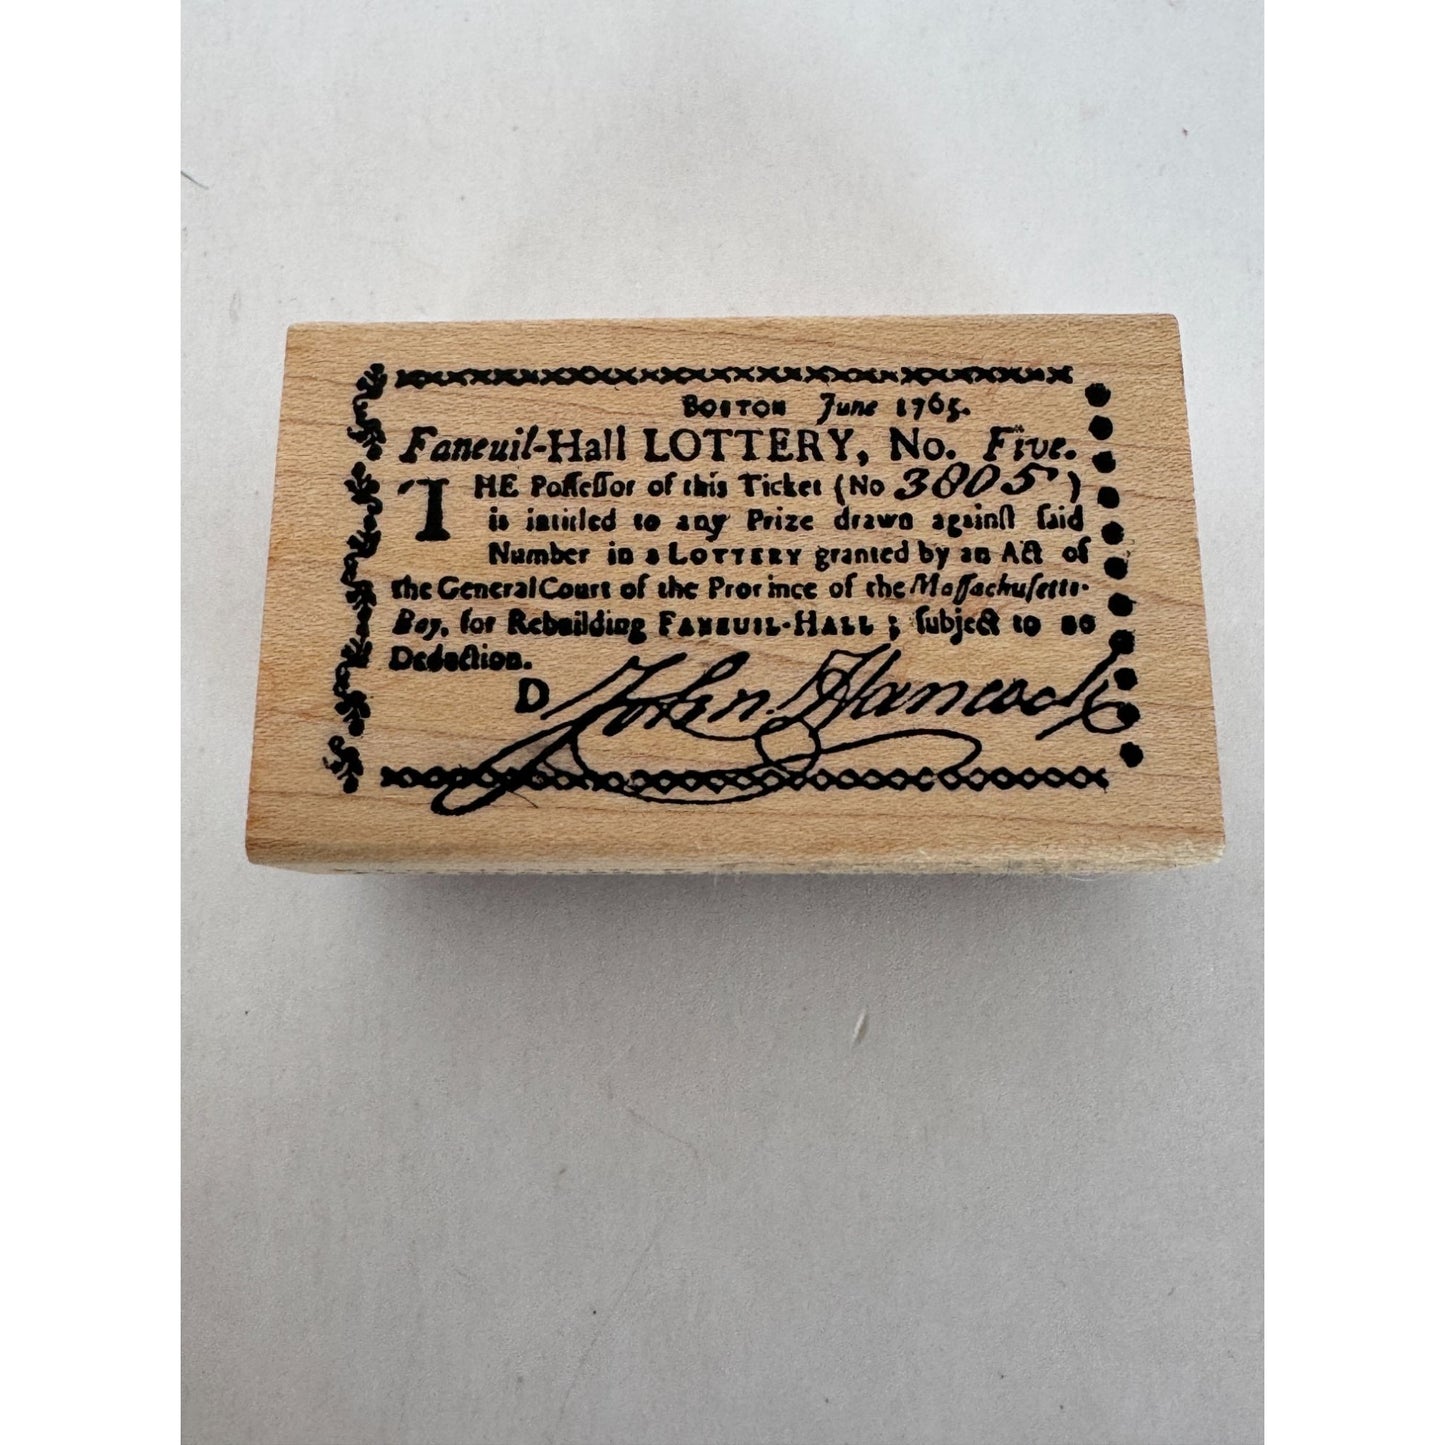 BOSTON June 1765.
Faneuil-Hall LOTTERY, No. Five.
THE Poſſeſſor of this Ticket (No 3805)
is intitled to any Prize drawn againſt ſaid
Number in a LOTTERY granted by an Act of
the General Court of the Province of the Maſſachuſetts-
Bay, for Rebuilding FANEUIL-HALL; ſubject to no
Deduction.
D John Hancock